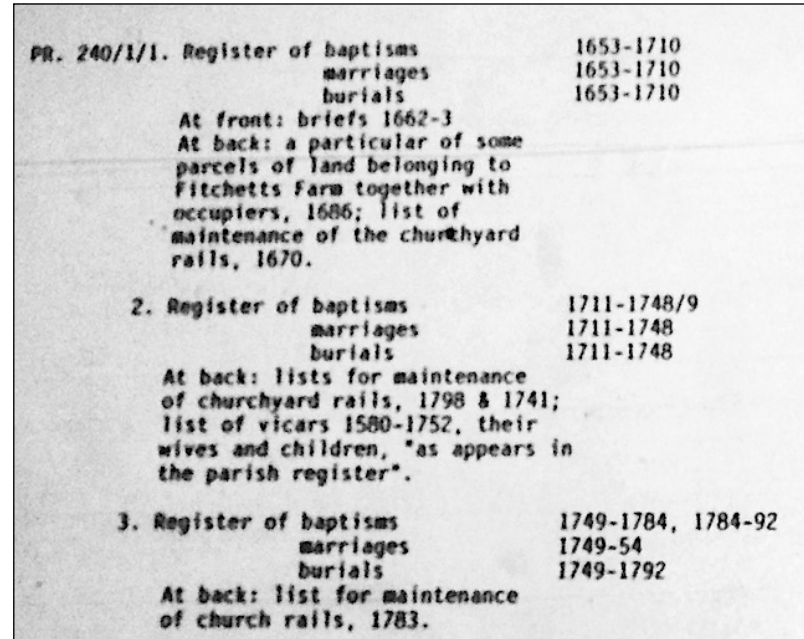 PR. 240/1/1. Register of baptisms 1653-1710
marriages 1653-1710
burials 1653-1710
At front: briefs 1662-3
At back: a particular of some
parcels of land belonging to
Fitchetts Farm together with
occupiers, 1686; list of
maintenance of the churchyard
rails, 1670.
2. Register of baptisms 1711-1748/9
marriages 1711-1748
burials 1711-1748
At back: lists for maintenance
of churchyard rails, 1798 & 1741;
list of vicars 1580-1752, their
wives and children, "as appears in
the parish register".
3. Register of baptisms 1749-1784, 1784-92
marriages 1749-54
burials 1749-1792
At back: list for maintenance
of church rails, 1783.